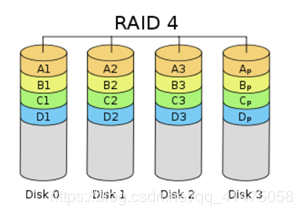 RAID 4
A1 A2 A3 Ap
B1 B2 B3 Bp
C1 C2 C3 Cp
D1 D2 D3 Dp
Disk 0 Disk 1 Disk 2 Disk 3